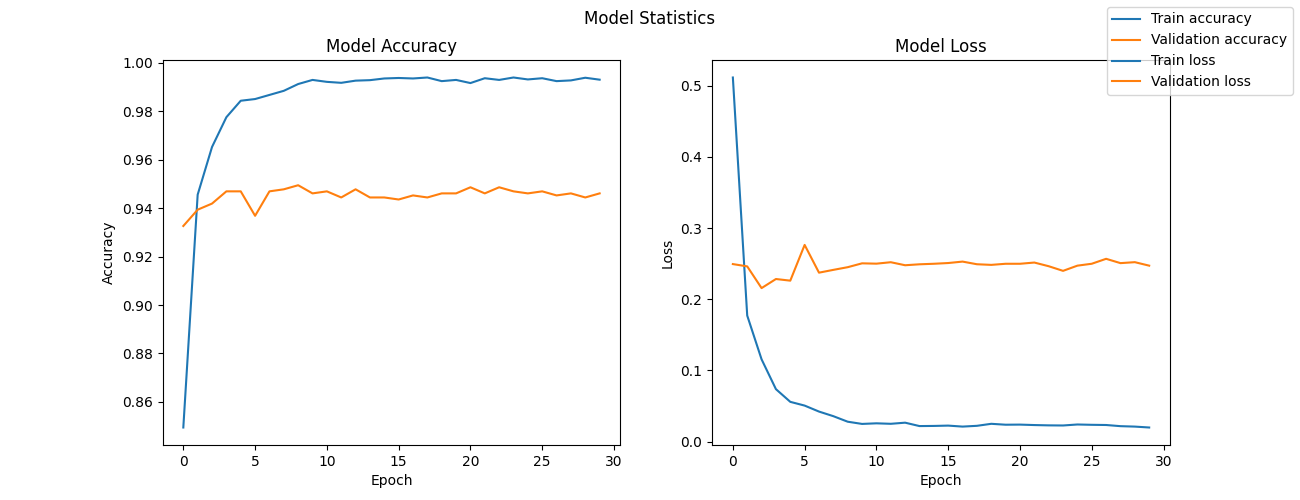 Model Statistics
Model Accuracy
1.00
0.98
0.96
0.94
0.92
0.90
0.88
0.86
Accuracy
0 5 10 15 20 25 30
Epoch
Model Loss
0.5
0.4
0.3
0.2
0.1
0.0
Loss
0 5 10 15 20 25 30
Epoch
Train accuracy
Validation accuracy
Train loss
Validation loss